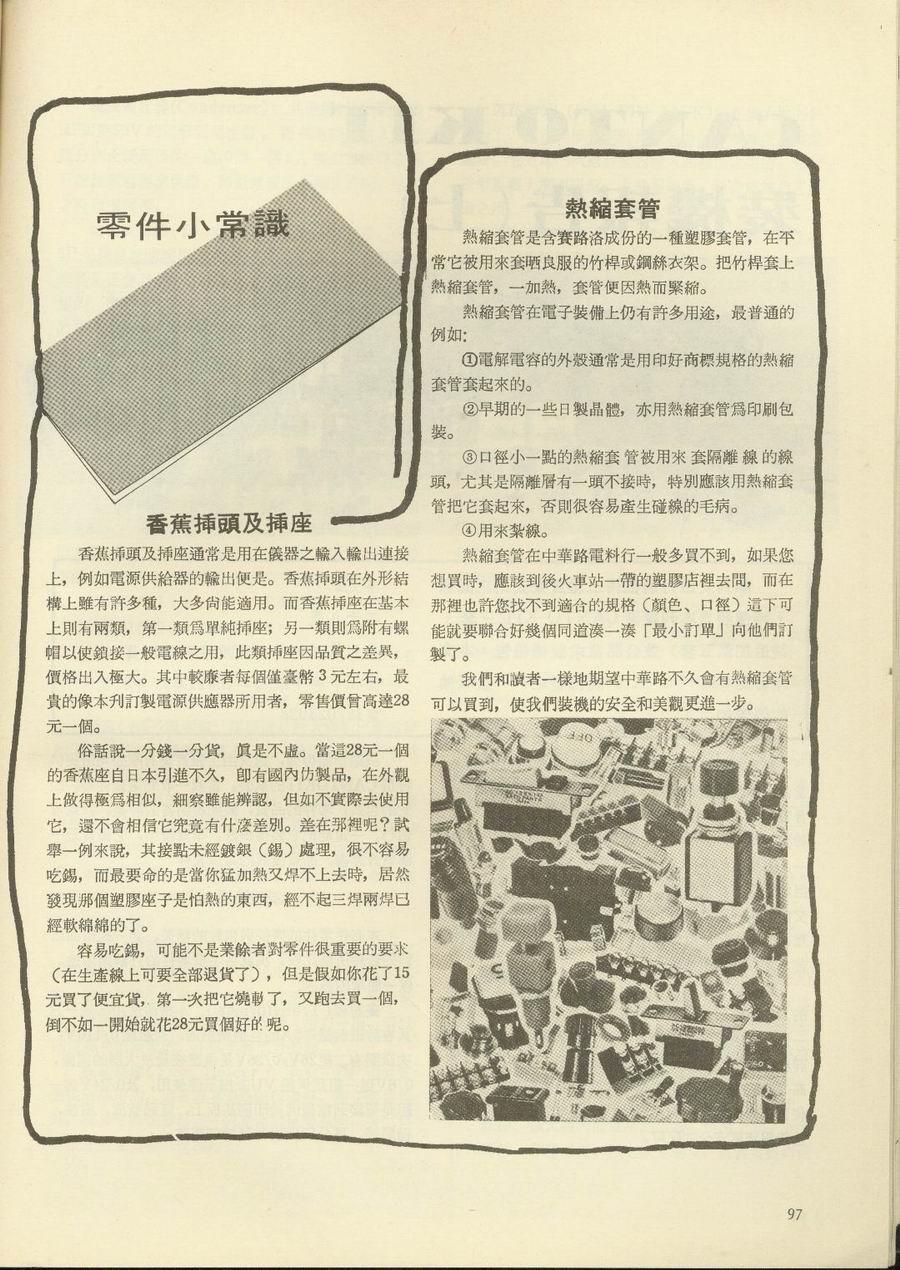 零件小常識
香蕉揷頭及揷座
香蕉揷頭及揷座通常是用在儀器之輸入輸出連接
上，例如電源供給器的輸出便是。香蕉揷頭在外形結
構上雖有許多種，大多尙能適用。而香蕉揷座在基本
上則有兩類，第一類爲單純揷座；另一類則爲附有螺
帽以使鎖接一般電線之用，此類揷座因品質之差異，
價格出入極大。其中較廉者每個僅臺幣3元左右，最
貴的像本刋訂製電源供應器所用者，零售價曾高達28
元一個。
俗話說一分錢一分貨，眞是不虛。當這28元一個
的香蕉座自日本引進不久，卽有國內仿製品，在外觀
上做得極爲相似，細察雖能辨認，但如不實際去使用
它，還不會相信它究竟有什麼差別。差在那裡呢？試
舉一例來說，其接點未經鍍銀（錫）處理，很不容易
吃錫，而最要命的是當你猛加熱又焊不上去時，居然
發現那個塑膠座子是怕熱的東西，經不起三焊兩焊已
經軟綿綿的了。
容易吃錫，可能不是業餘者對零件很重要的要求
（在生產線上可要全部退貨了），但是假如你花了15
元買了便宜貨，第一次把它燒軟了，又跑去買一個，
倒不如一開始就花28元買個好的呢。
熱縮套管
熱縮套管是含賽路洛成份的一種塑膠套管，在平
常它被用來套晒良服的竹桿或鋼絲衣架。把竹桿套上
熱縮套管，一加熱，套管便因熱而緊縮。
熱縮套管在電子裝備上仍有許多用途，最普通的
例如：
①電解電容的外殼通常是用印好商標規格的熱縮
套管套起來的。
②早期的一些日製晶體，亦用熱縮套管爲印刷包
裝。
③口徑小一點的熱縮套管被用來套隔離線的線
頭，尤其是隔離層有一頭不接時，特別應該用熱縮套
管把它套起來，否則很容易產生碰線的毛病。
④用來紮線。
熱縮套管在中華路電料行一般多買不到，如果您
想買時，應該到後火車站一帶的塑膠店裡去問，而在
那裡也許您找不到適合的規格（顏色、口徑）這下可
能就要聯合好幾個同道湊一湊「最小訂單」向他們訂
製了。
我們和讀者一樣地期望中華路不久會有熱縮套管
可以買到，使我們裝機的安全和美觀更進一步。
97